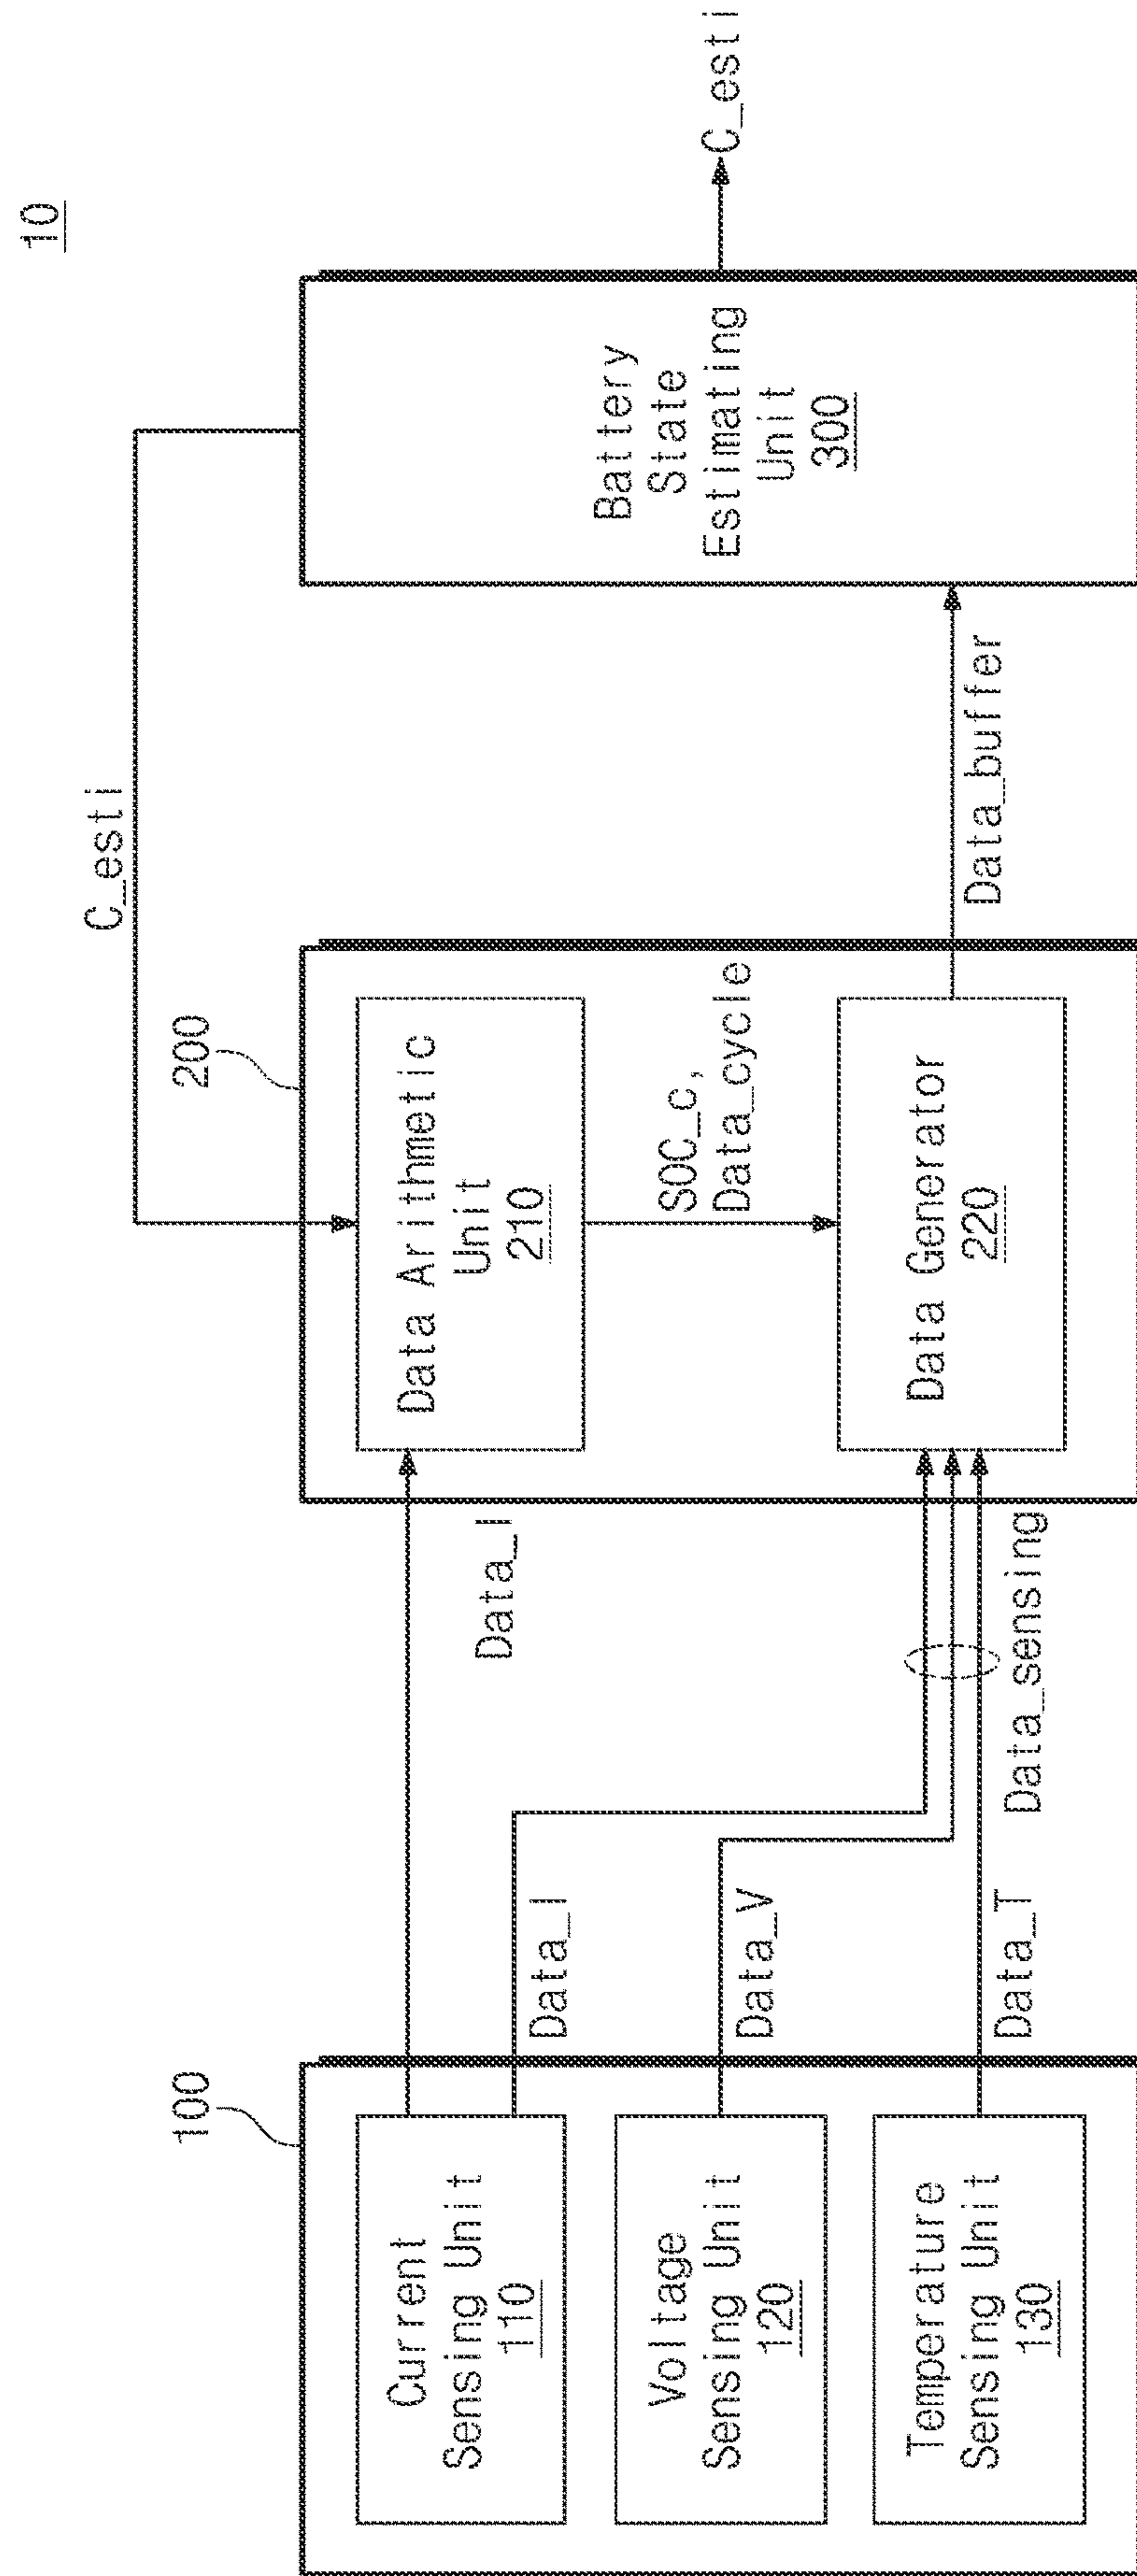 10
C_esti
100
200
Current
Sensing Unit
110
Voltage
Sensing Unit
120
Temperature
Sensing Unit
130
Data_I
Data_I
Data_V
Data_T
Data_sensing
Data Arithmetic
Unit
210
SOC_c,
Data_cycle
Data Generator
220
Data_buffer
Battery
State
Estimating
Unit
300
C_esti